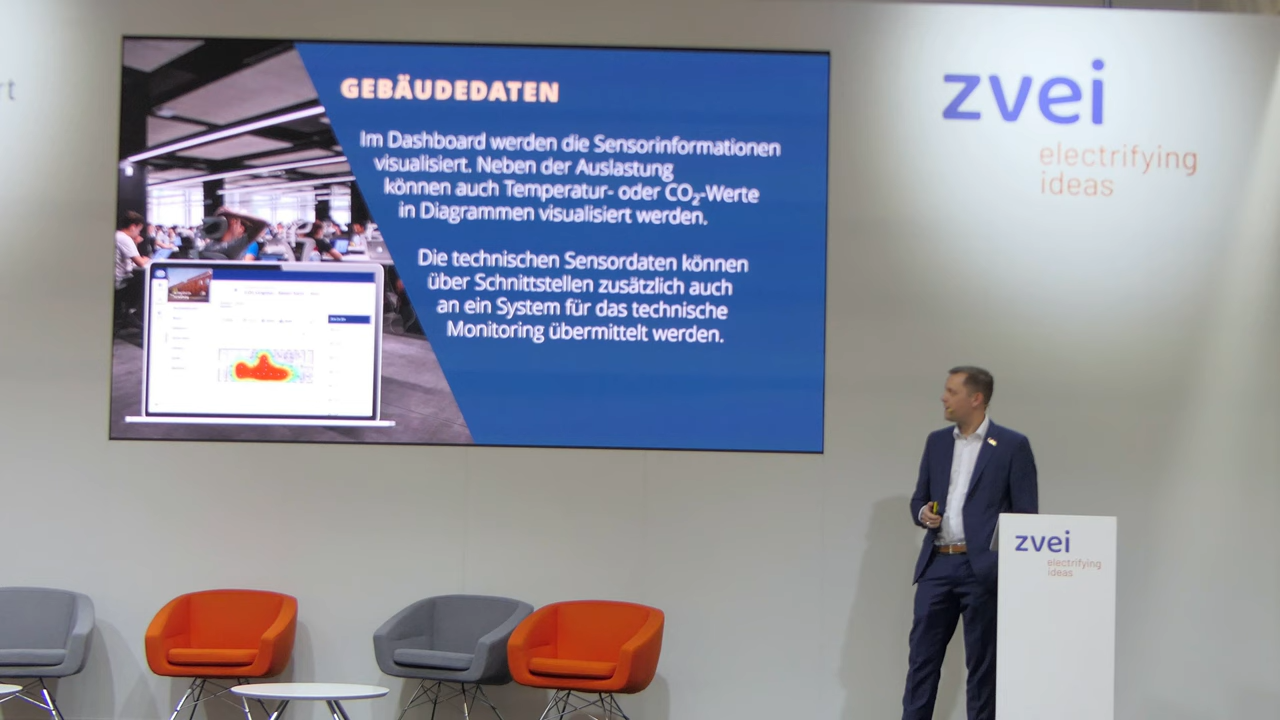 rt
GEBÄUDEDATEN
Im Dashboard werden die Sensorinformationen
visualisiert. Neben der Auslastung
können auch Temperatur- oder CO₂-Werte
in Diagrammen visualisiert werden.
Die technischen Sensordaten können
über Schnittstellen zusätzlich auch
an ein System für das technische
Monitoring übermittelt werden.
zvei
electrifying
ideas
zvei
electrifying
ideas